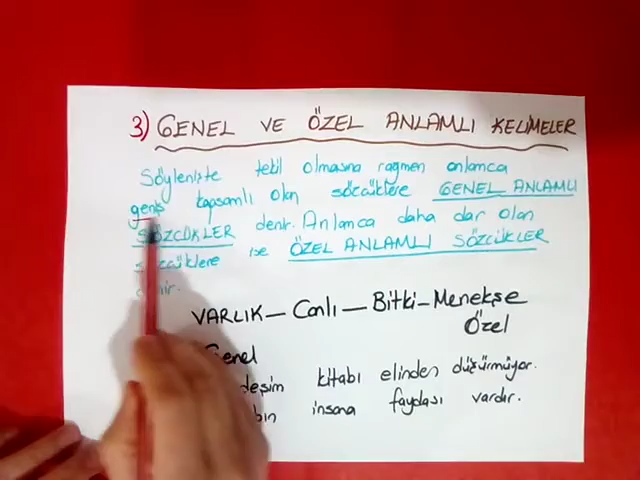 3) GENEL VE ÖZEL ANLAMLI KELİMELER
Söylenişte tekil olmasına rağmen anlamca
geniş kapsamlı olan sözcüklere GENEL ANLAMLI
SÖZCÜKLER denir. Anlamca daha dar olan
sözcüklere ise ÖZEL ANLAMLI SÖZCÜKLER
VARLIK – Canlı – Bitki – Menekşe
Genel Özel
kitabı elinden düşürmüyor.
insana faydası vardır.